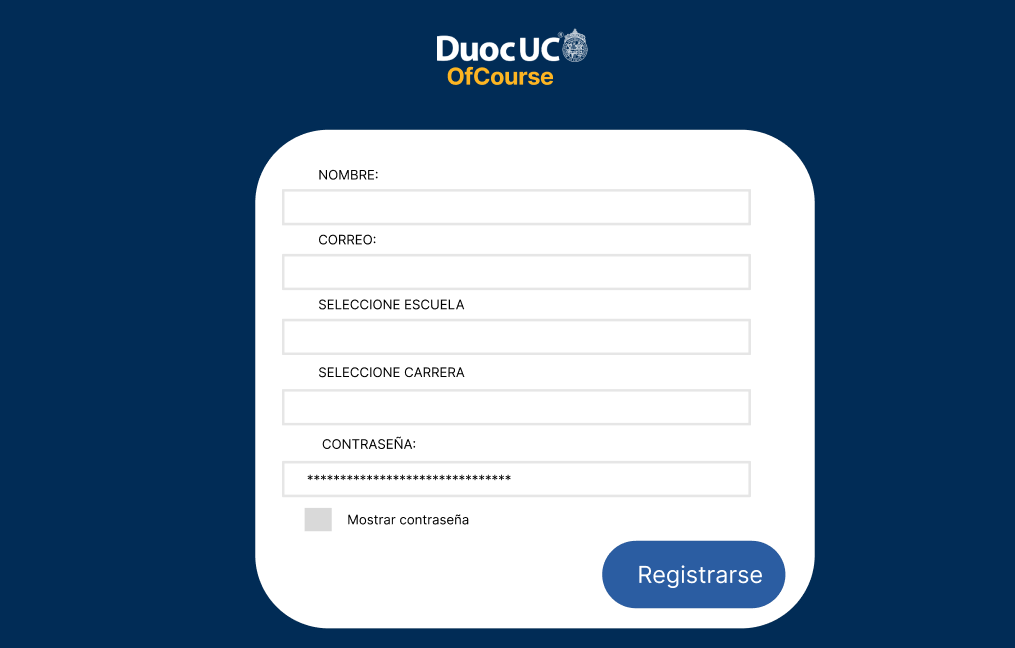 Duoc UC®
OfCourse
NOMBRE:
CORREO:
SELECCIONE ESCUELA
SELECCIONE CARRERA
CONTRASEÑA:
*******************************
Mostrar contraseña
Registrarse